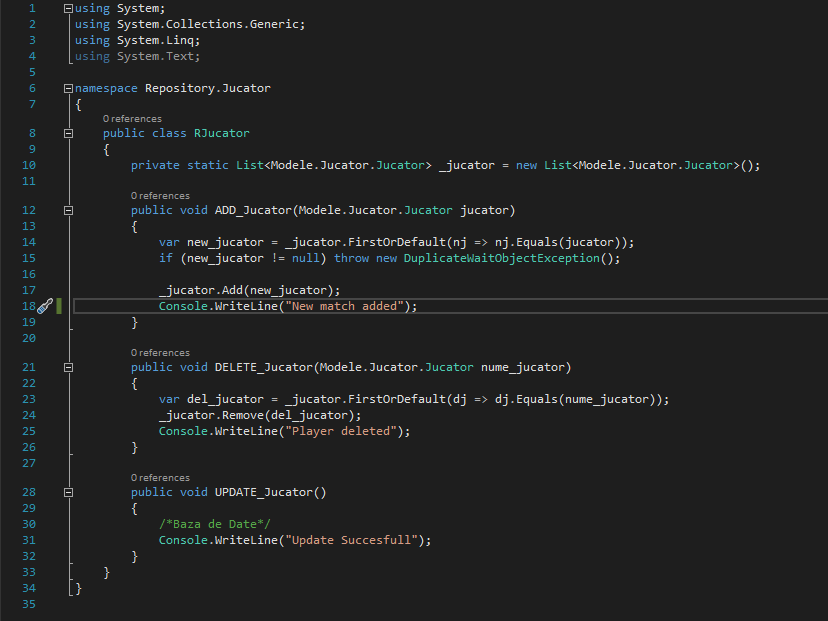 1 using System;
2 using System.Collections.Generic;
3 using System.Linq;
4 using System.Text;
5
6 namespace Repository.Jucator
7 {
0 references
8 public class RJucator
9 {
10 private static List<Modele.Jucator.Jucator> _jucator = new List<Modele.Jucator.Jucator>();
11
0 references
12 public void ADD_Jucator(Modele.Jucator.Jucator jucator)
13 {
14 var new_jucator = _jucator.FirstOrDefault(nj => nj.Equals(jucator));
15 if (new_jucator != null) throw new DuplicateWaitObjectException();
16
17 _jucator.Add(new_jucator);
18 Console.WriteLine("New match added");
19 }
20
0 references
21 public void DELETE_Jucator(Modele.Jucator.Jucator nume_jucator)
22 {
23 var del_jucator = _jucator.FirstOrDefault(dj => dj.Equals(nume_jucator));
24 _jucator.Remove(del_jucator);
25 Console.WriteLine("Player deleted");
26 }
27
0 references
28 public void UPDATE_Jucator()
29 {
30 /*Baza de Date*/
31 Console.WriteLine("Update Succesfull");
32 }
33 }
34 }
35